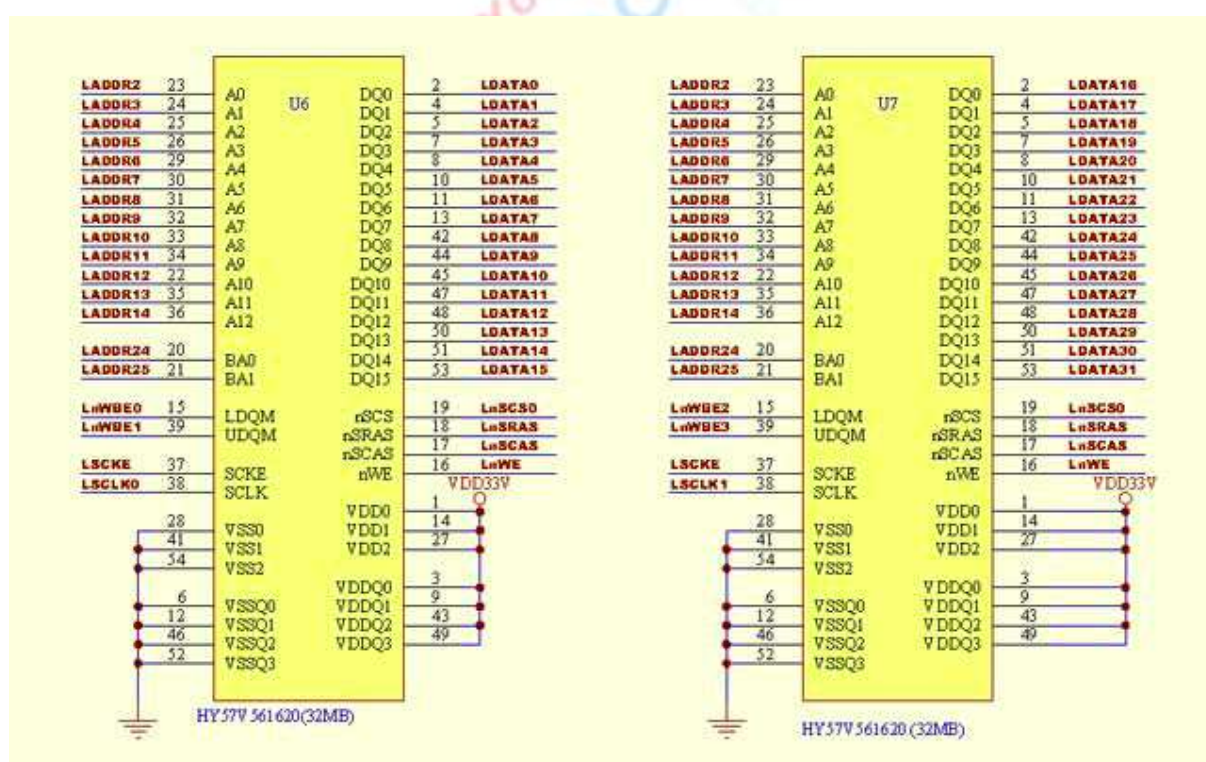 U6
LADDR2 23 A0 DQ0 2 LDATA0
LADDR3 24 A1 DQ1 4 LDATA1
LADDR4 25 A2 DQ2 5 LDATA2
LADDR5 26 A3 DQ3 7 LDATA3
LADDR6 29 A4 DQ4 8 LDATA4
LADDR7 30 A5 DQ5 10 LDATA5
LADDR8 31 A6 DQ6 11 LDATA6
LADDR9 32 A7 DQ7 13 LDATA7
LADDR10 33 A8 DQ8 42 LDATA8
LADDR11 34 A9 DQ9 44 LDATA9
LADDR12 22 A10 DQ10 45 LDATA10
LADDR13 35 A11 DQ11 47 LDATA11
LADDR14 36 A12 DQ12 48 LDATA12
DQ13 50 LDATA13
LADDR24 20 BA0 DQ14 51 LDATA14
LADDR25 21 BA1 DQ15 53 LDATA15
LnWBE0 15 LDQM nSCS 19 LnSCS0
LnWBE1 39 UDQM nSRAS 18 LnSRAS
nSCAS 17 LnSCAS
LSCKE 37 SCKE nWE 16 LnWE
LSCLK0 38 SCLK VDD33V
VDD0 1
28 VSS0 VDD1 14
41 VSS1 VDD2 27
54 VSS2
VDDQ0 3
6 VSSQ0 VDDQ1 9
12 VSSQ1 VDDQ2 43
46 VSSQ2 VDDQ3 49
52 VSSQ3
HY57V561620(32MB)
U7
LADDR2 23 A0 DQ0 2 LDATA16
LADDR3 24 A1 DQ1 4 LDATA17
LADDR4 25 A2 DQ2 5 LDATA18
LADDR5 26 A3 DQ3 7 LDATA19
LADDR6 29 A4 DQ4 8 LDATA20
LADDR7 30 A5 DQ5 10 LDATA21
LADDR8 31 A6 DQ6 11 LDATA22
LADDR9 32 A7 DQ7 13 LDATA23
LADDR10 33 A8 DQ8 42 LDATA24
LADDR11 34 A9 DQ9 44 LDATA25
LADDR12 22 A10 DQ10 45 LDATA26
LADDR13 35 A11 DQ11 47 LDATA27
LADDR14 36 A12 DQ12 48 LDATA28
DQ13 50 LDATA29
LADDR24 20 BA0 DQ14 51 LDATA30
LADDR25 21 BA1 DQ15 53 LDATA31
LnWBE2 15 LDQM nSCS 19 LnSCS0
LnWBE3 39 UDQM nSRAS 18 LnSRAS
nSCAS 17 LnSCAS
LSCKE 37 SCKE nWE 16 LnWE
LSCLK1 38 SCLK VDD33V
VDD0 1
28 VSS0 VDD1 14
41 VSS1 VDD2 27
54 VSS2
VDDQ0 3
6 VSSQ0 VDDQ1 9
12 VSSQ1 VDDQ2 43
46 VSSQ2 VDDQ3 49
52 VSSQ3
HY57V561620 (32MB)